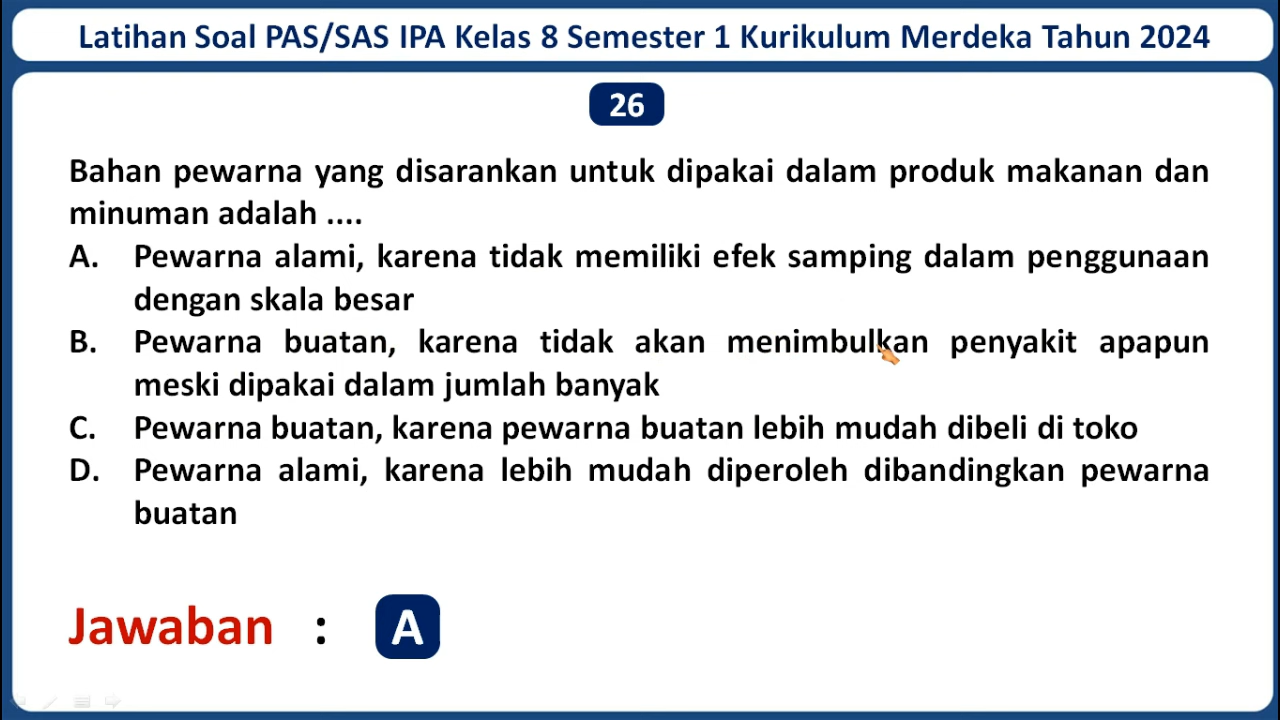 Latihan Soal PAS/SAS IPA Kelas 8 Semester 1 Kurikulum Merdeka Tahun 2024
26
Bahan pewarna yang disarankan untuk dipakai dalam produk makanan dan
minuman adalah ....
A. Pewarna alami, karena tidak memiliki efek samping dalam penggunaan
dengan skala besar
B. Pewarna buatan, karena tidak akan menimbulkan penyakit apapun
meski dipakai dalam jumlah banyak
C. Pewarna buatan, karena pewarna buatan lebih mudah dibeli di toko
D. Pewarna alami, karena lebih mudah diperoleh dibandingkan pewarna
buatan
Jawaban : A